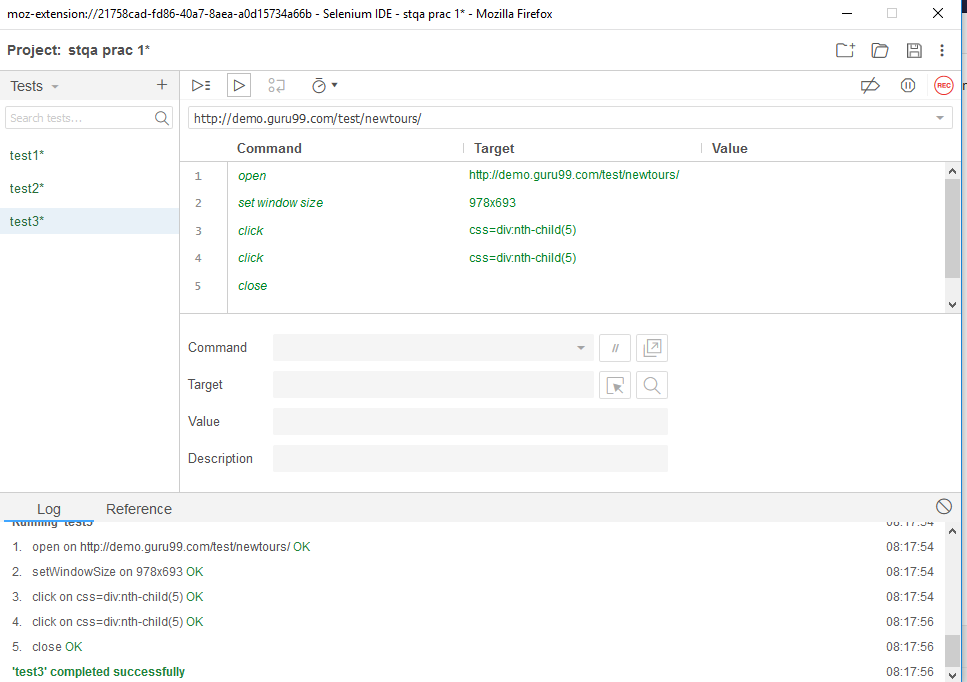 moz-extension://21758cad-fd86-40a7-8aea-a0d15734a66b - Selenium IDE - stqa prac 1* - Mozilla Firefox
Project: stqa prac 1*
Tests
REC
Search tests...
http://demo.guru99.com/test/newtours/
Command Target Value
test1*
test2*
test3*
1 open http://demo.guru99.com/test/newtours/
2 set window size 978x693
3 click css=div:nth-child(5)
4 click css=div:nth-child(5)
5 close
Command //
Target
Value
Description
Log Reference
Running 'test3' 08:17:54
1. open on http://demo.guru99.com/test/newtours/ OK 08:17:54
2. setWindowSize on 978x693 OK 08:17:54
3. click on css=div:nth-child(5) OK 08:17:54
4. click on css=div:nth-child(5) OK 08:17:56
5. close OK 08:17:56
'test3' completed successfully 08:17:56